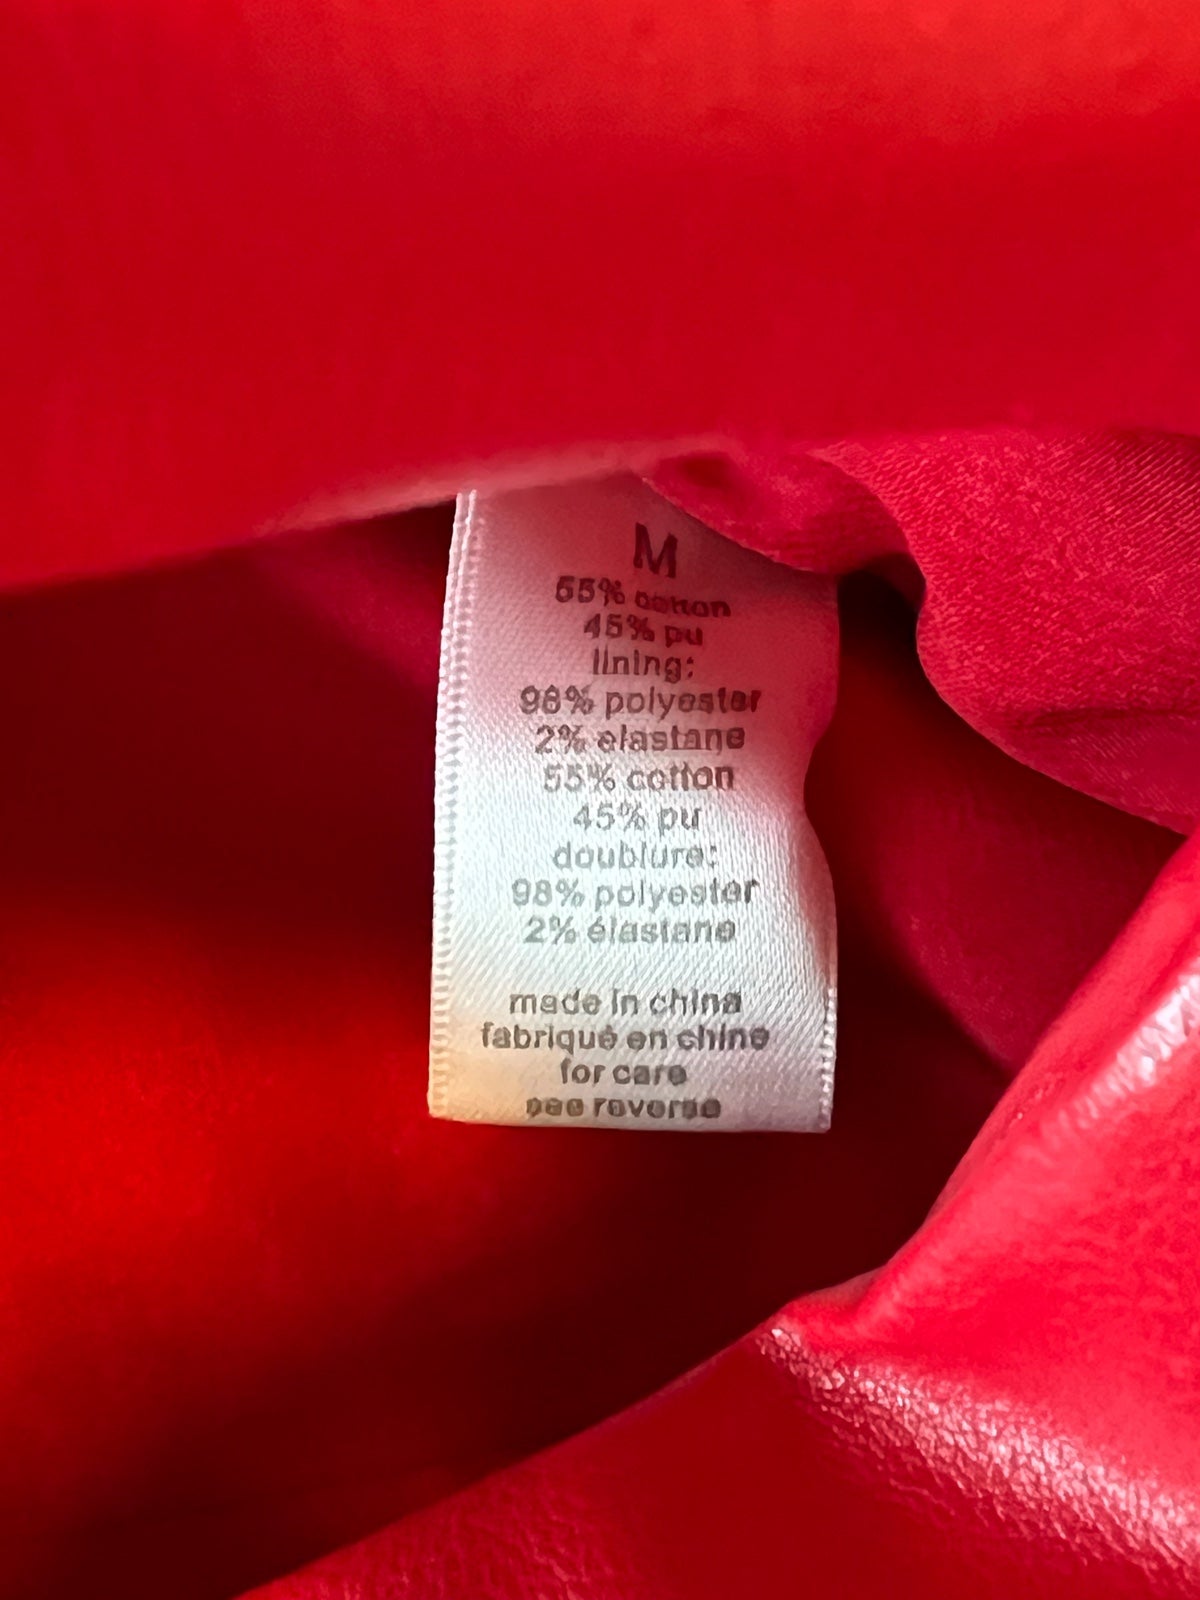 M
55% cotton
45% pu
lining:
98% polyester
2% elastane
55% cotton
45% pu
doublure:
98% polyester
2% élastane
made in china
fabriqué en chine
for care
see reverse